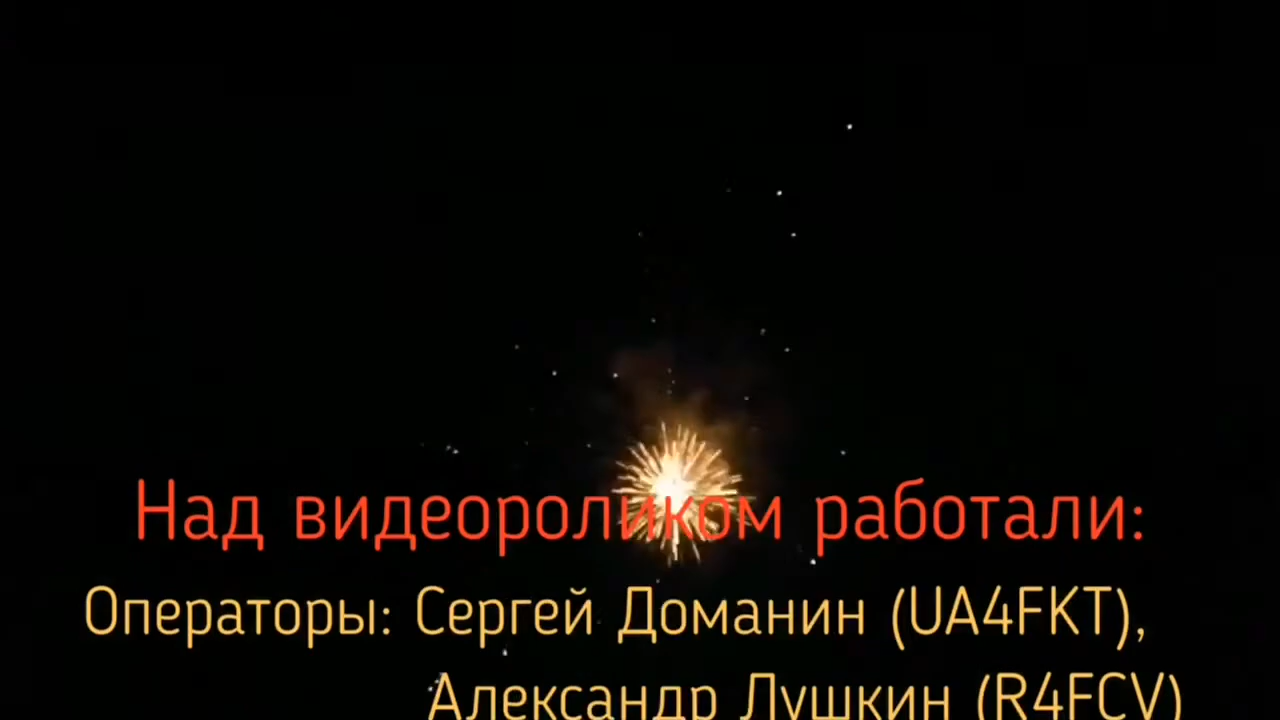 Над видеороликом работали:
Операторы: Сергей Доманин (UA4FKT),
Александр Лушкин (R4FCV)